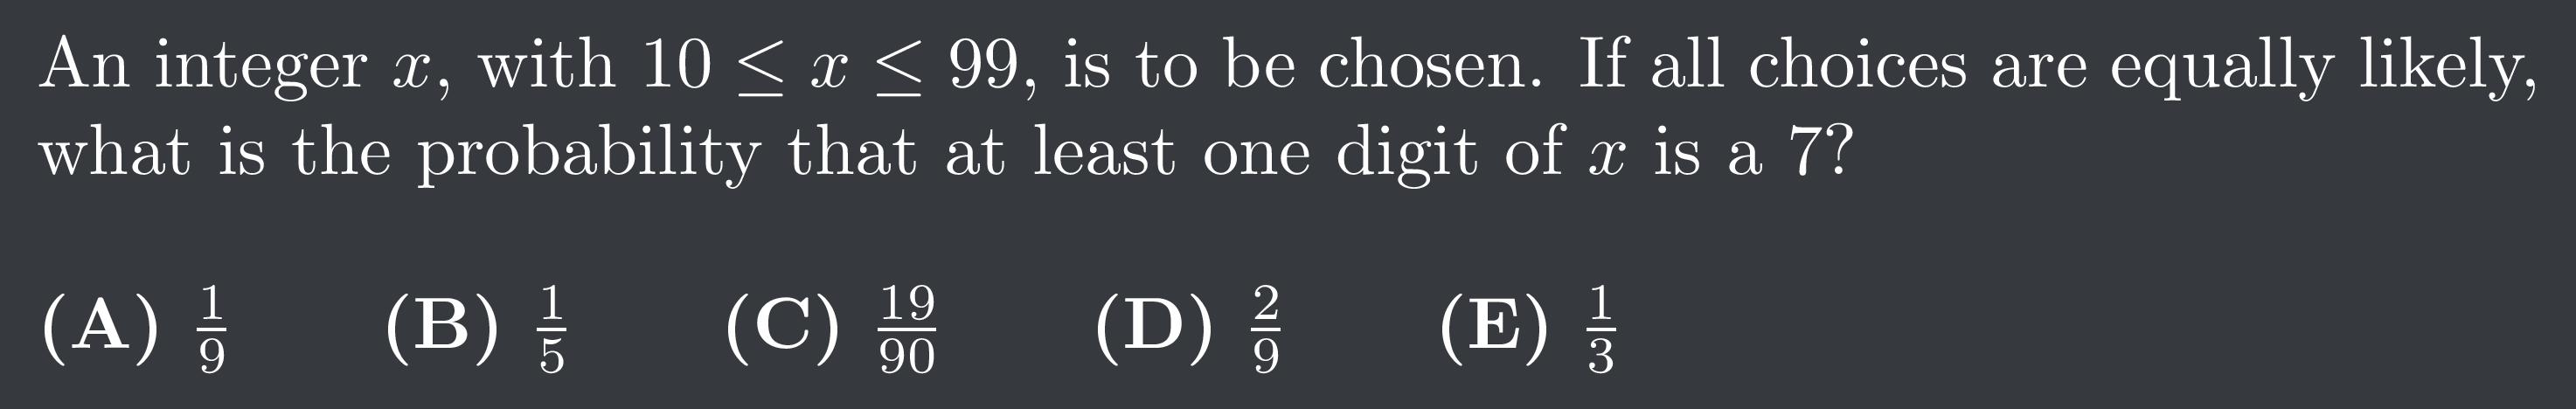 An integer x, with 10 ≤ x ≤ 99, is to be chosen. If all choices are equally likely,
what is the probability that at least one digit of x is a 7?
(A) 1/9 (B) 1/5 (C) 19/90 (D) 2/9 (E) 1/3